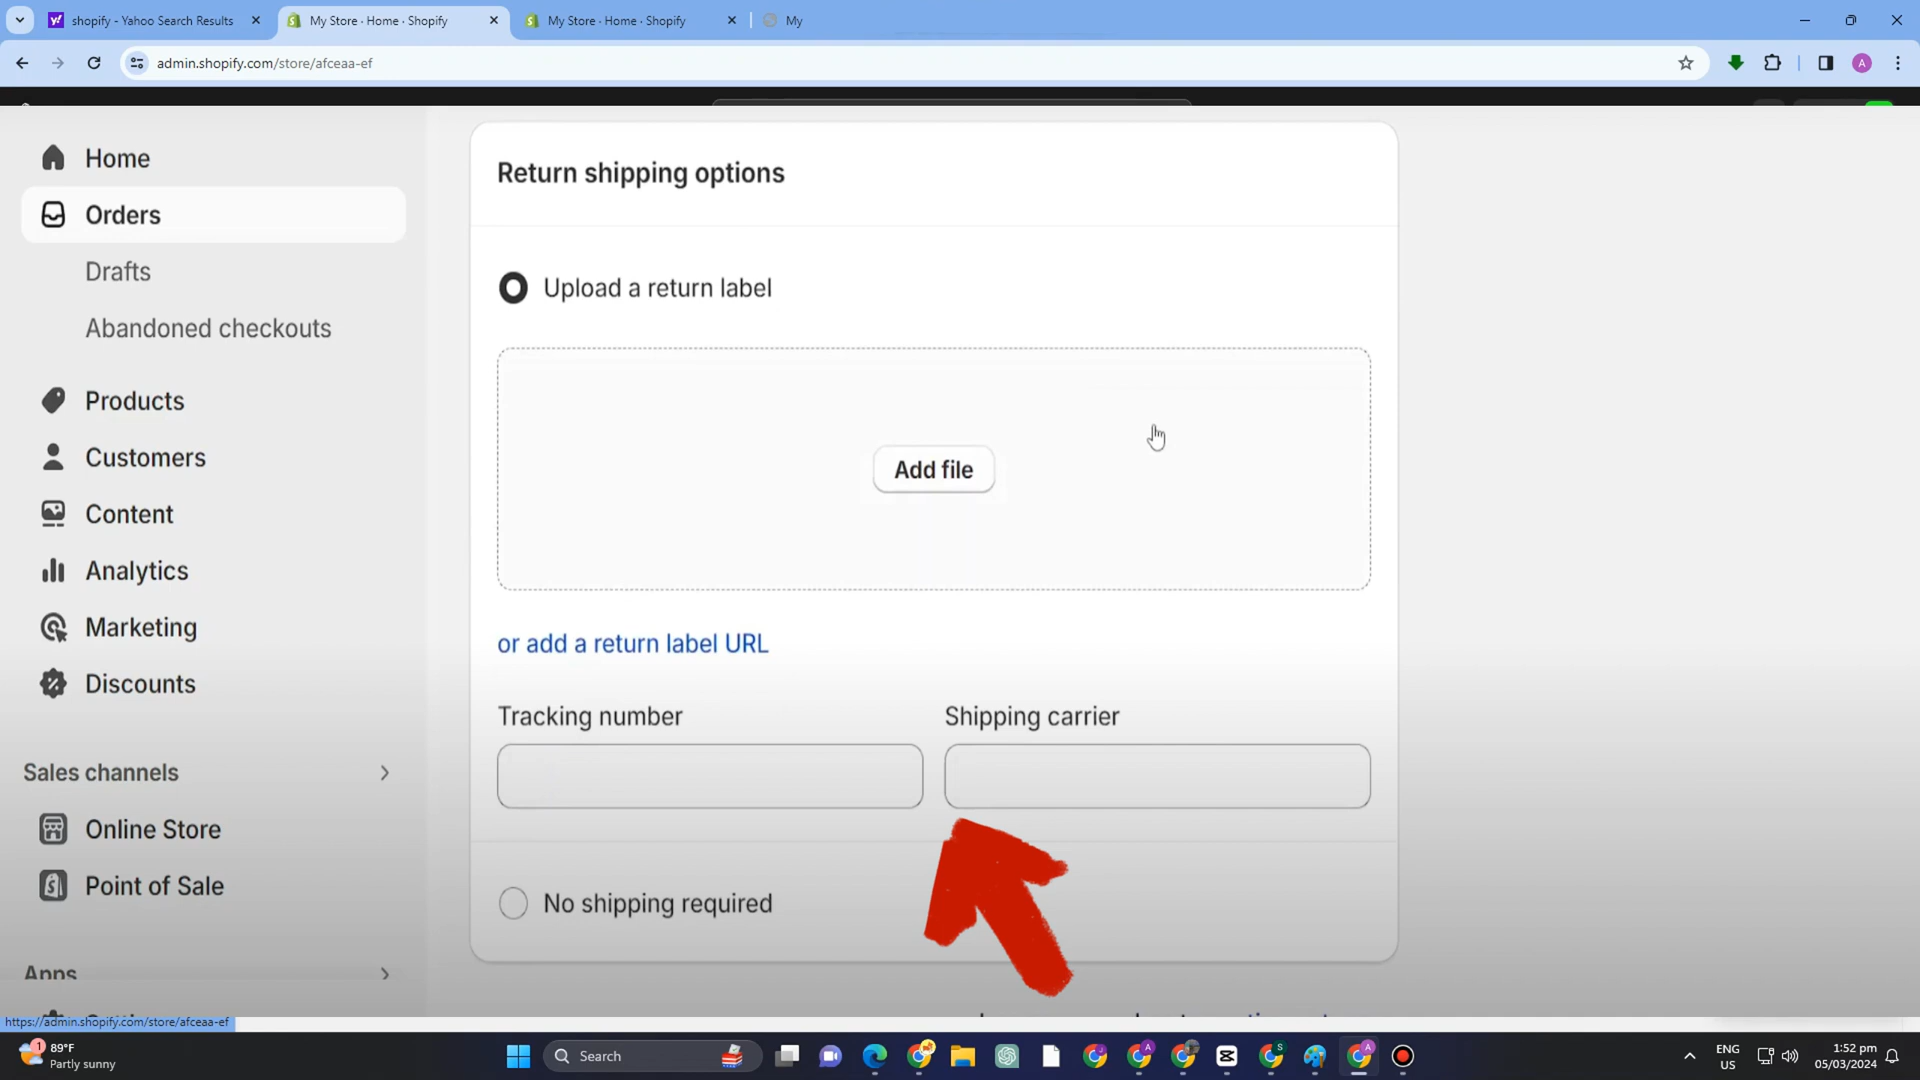 shopify - Yahoo Search Results
My Store · Home · Shopify
My Store · Home · Shopify
My
admin.shopify.com/store/afceaa-ef
A
Home
Orders
Drafts
Abandoned checkouts
Products
Customers
Content
Analytics
Marketing
Discounts
Sales channels
Online Store
Point of Sale
Apps
Return shipping options
Upload a return label
Add file
or add a return label URL
Tracking number
Shipping carrier
No shipping required
https://admin.shopify.com/store/afceaa-ef
1
89°F
Partly sunny
Search
ENG
US
1:52 pm
05/03/2024